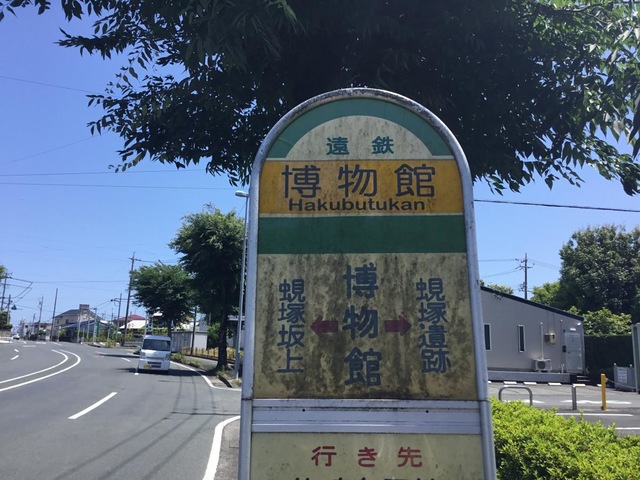 遠鉄
博物館
Hakubutukan
蜆塚坂上
博物館
蜆塚遺跡
行き先